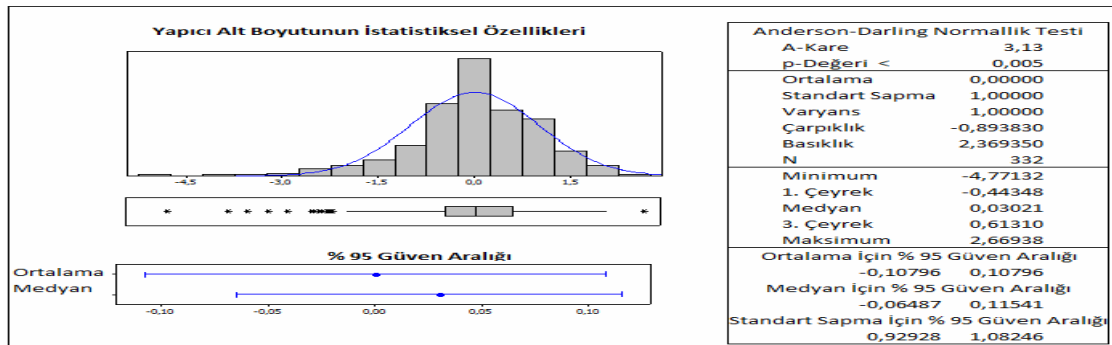 Yapıcı Alt Boyutunun İstatistiksel Özellikleri
-4,5 -3,0 -1,5 0,0 1,5
% 95 Güven Aralığı
Ortalama
Medyan
-0,10 -0,05 0,00 0,05 0,10
Anderson-Darling Normallik Testi
A-Kare 3,13
p-Değeri < 0,005
Ortalama 0,00000
Standart Sapma 1,00000
Varyans 1,00000
Çarpıklık -0,893830
Basıklık 2,369350
N 332
Minimum -4,77132
1. Çeyrek -0,44348
Medyan 0,03021
3. Çeyrek 0,61310
Maksimum 2,66938
Ortalama İçin % 95 Güven Aralığı
-0,10796 0,10796
Medyan İçin % 95 Güven Aralığı
-0,06487 0,11541
Standart Sapma İçin % 95 Güven Aralığı
0,92928 1,08246